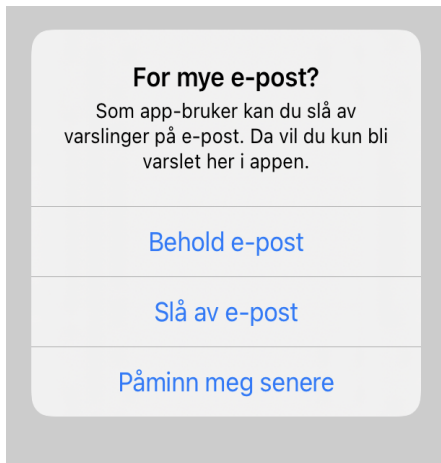 For mye e-post?
Som app-bruker kan du slå av
varslinger på e-post. Da vil du kun bli
varslet her i appen.
Behold e-post
Slå av e-post
Påminn meg senere